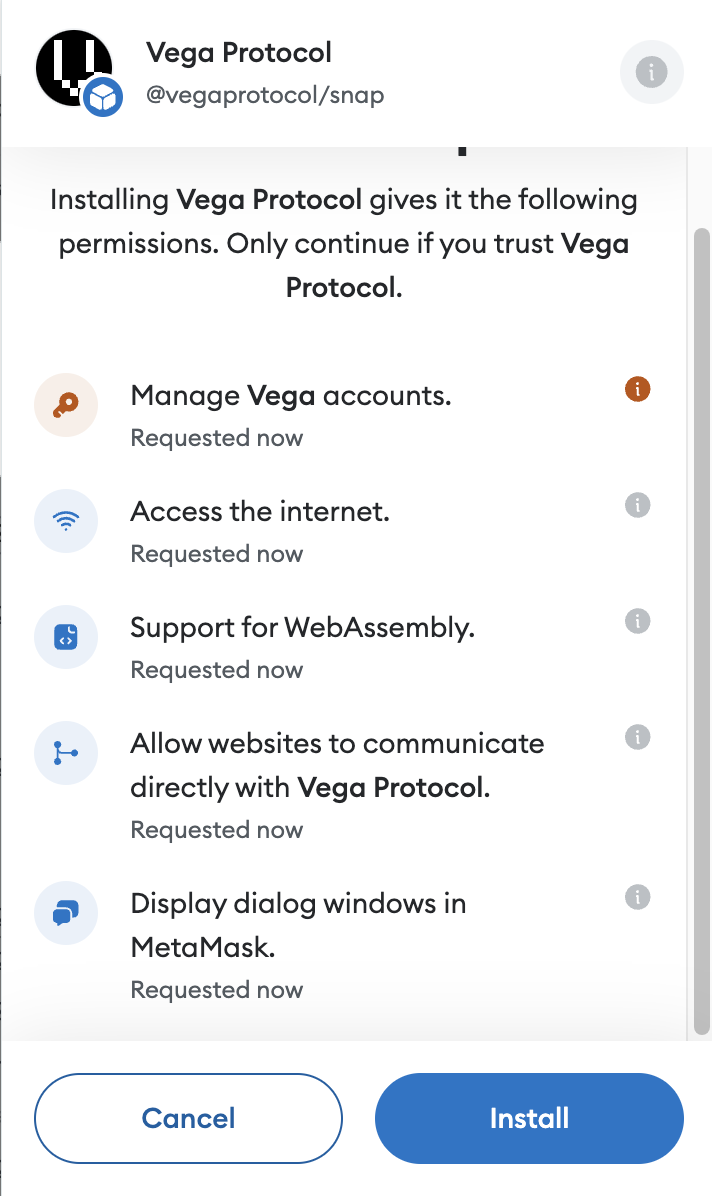 Vega Protocol
@vegaprotocol/snap
Installing Vega Protocol gives it the following
permissions. Only continue if you trust Vega
Protocol.
Manage Vega accounts.
Requested now
Access the internet.
Requested now
Support for WebAssembly.
Requested now
Allow websites to communicate
directly with Vega Protocol.
Requested now
Display dialog windows in
MetaMask.
Requested now
Cancel
Install